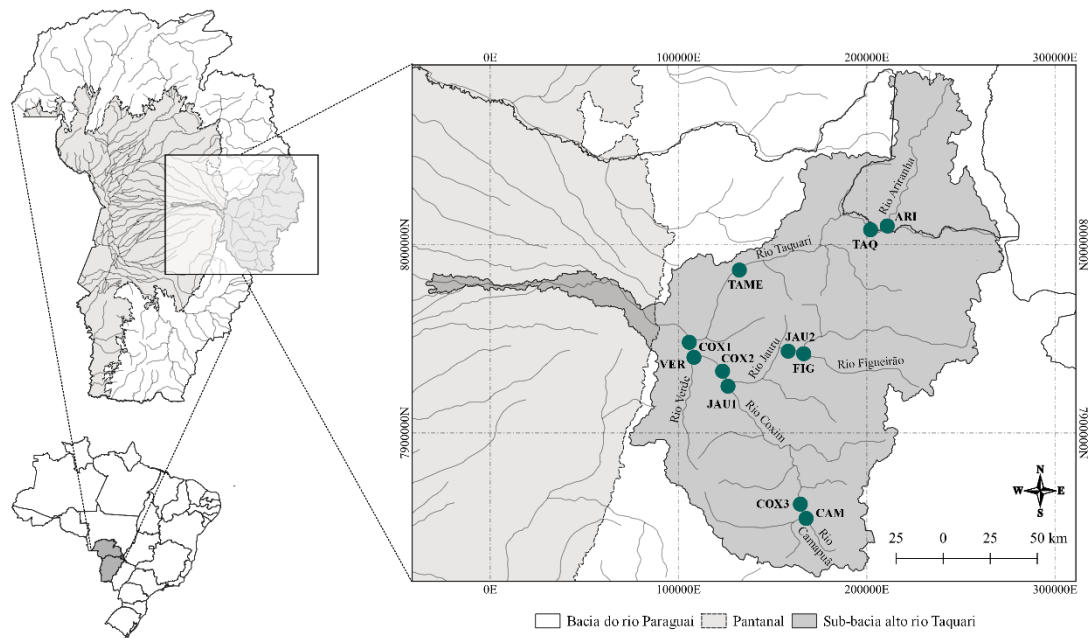 0E
100000E
200000E
300000E
8000000N
8000000N
7900000N
7900000N
Rio Ariranha
ARI
TAQ
Rio Taquari
TAME
COX1
VER
COX2
JAU1
JAU2
FIG
Rio Jauru
Rio Figueirão
Rio Verde
Rio Coxim
COX3
CAM
Rio
Camapuã
N
W E
S
25 0 25 50 km
0E
100000E
200000E
300000E
Bacia do rio Paraguai Pantanal Sub-bacia alto rio Taquari